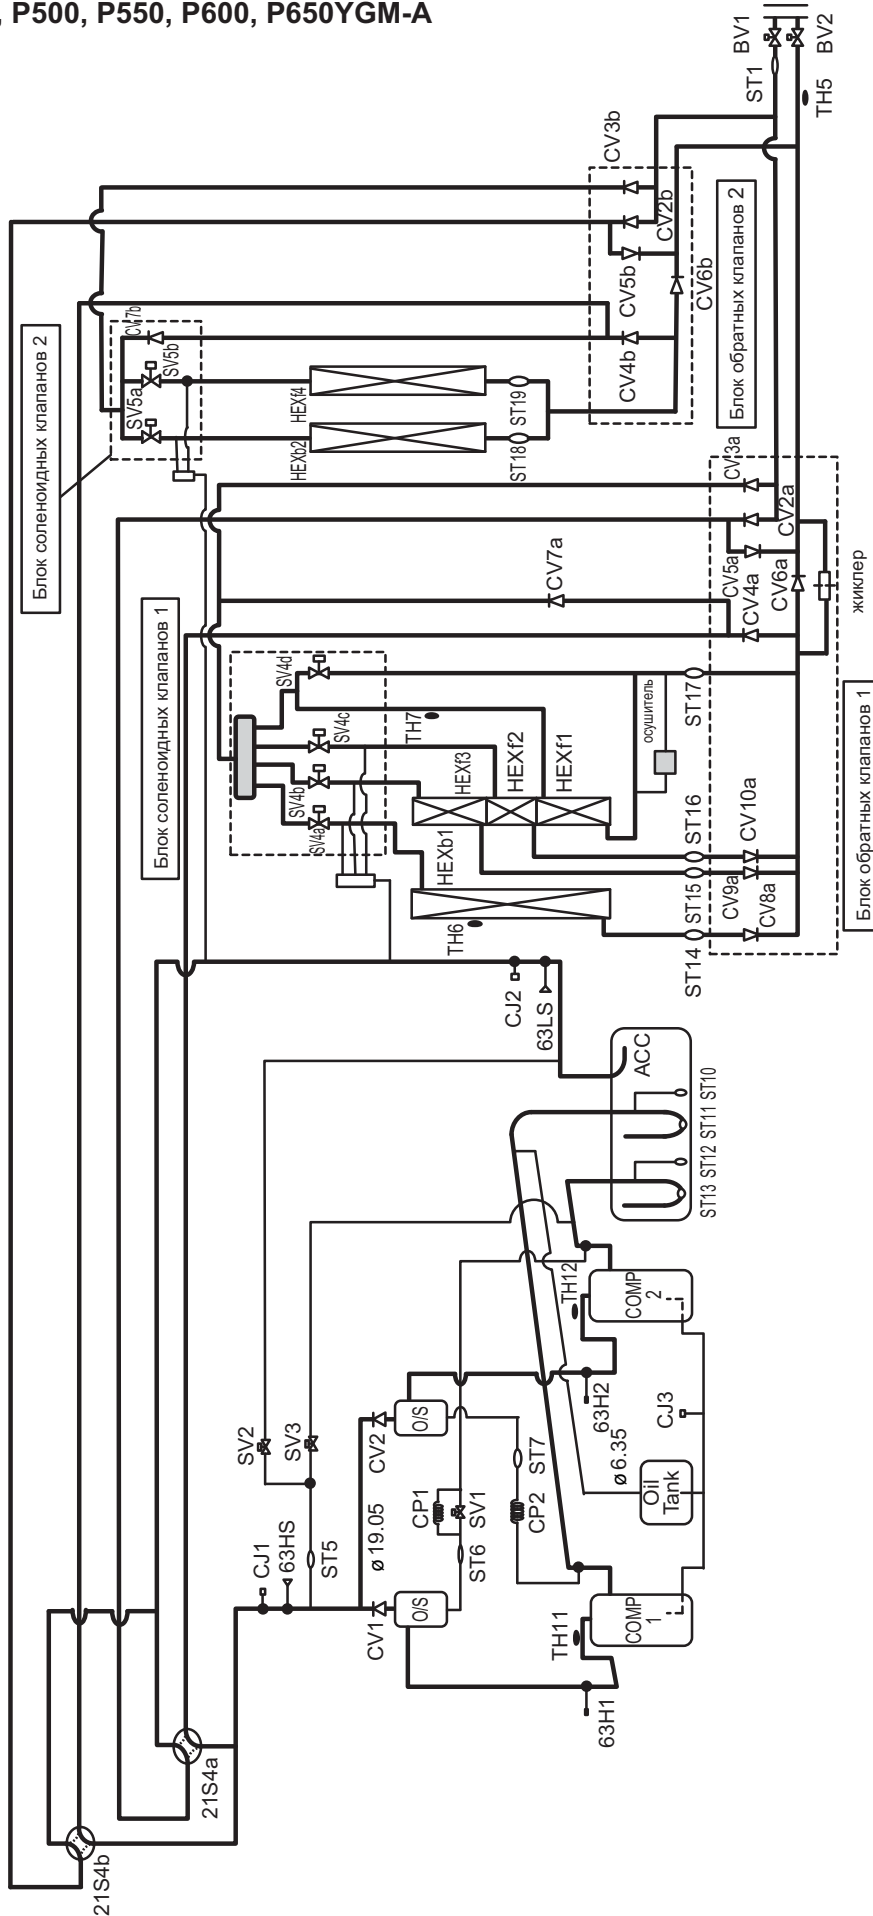 , P500, P550, P600, P650YGM-A
BV1
BV2
ST1
TH5
CV3b
CV2b
CV5b
CV6b
CV4b
Блок обратных клапанов 2
Блок соленоидных клапанов 2
CV7b
SV5b
SV5a
HEXf4
HEXb2
ST19
ST18
CV3a
CV2a
CV5a
CV4a
CV6a
CV7a
жиклер
Блок соленоидных клапанов 1
SV4d
SV4c
SV4b
SV4a
TH7
HEXf3
HEXf2
HEXf1
осушитель
HEXb1
TH6
ST17
ST16
ST15
ST14
CV10a
CV9a
CV8a
Блок обратных клапанов 1
CJ2
63LS
ACC
ST13 ST12 ST11 ST10
SV2
SV3
CJ1
63HS
ST5
ø19.05
CV2
CV1
O/S
O/S
CP1
SV1
ST6
CP2
ST7
TH12
COMP
2
63H2
CJ3
ø6.35
Oil
Tank
TH11
COMP
1
63H1
21S4a
21S4b